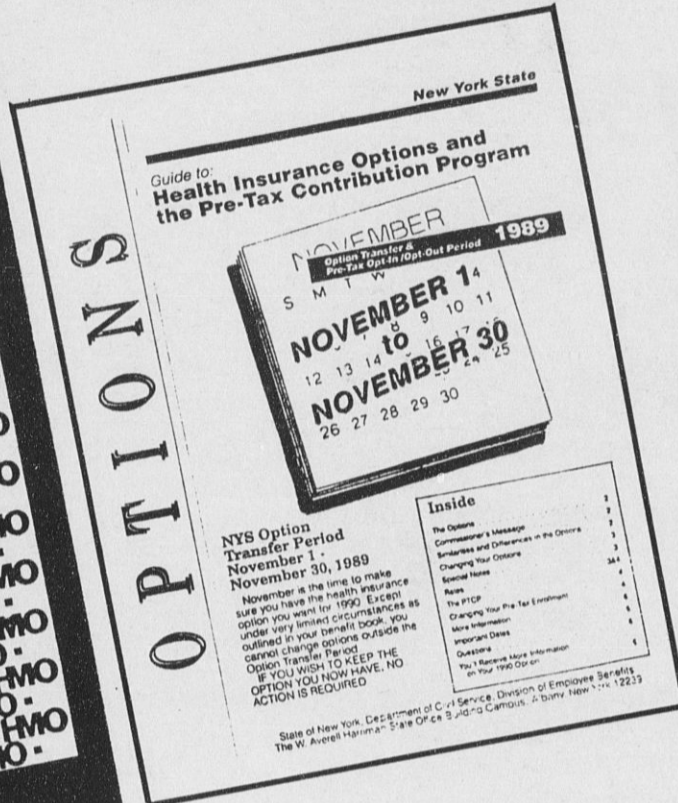 New York State
Guide to:
Health Insurance Options and
the Pre-Tax Contribution Program
OPTIONS
NOVEMBER
Option Transfer &
Pre-Tax Opt-In/Opt-Out Period 1989
S M T W
NOVEMBER 1 4
8 9 10 11
to
12 13 14 16 17
NOVEMBER 30
24 25
26 27 28 29 30
NYS Option
Transfer Period
November 1 -
November 30, 1989
November is the time to make
sure you have the health insurance
option you want for 1990. Except
under very limited circumstances as
outlined in your benefit book, you
cannot change options outside the
Option Transfer Period
IF YOU WISH TO KEEP THE
OPTION YOU NOW HAVE, NO
ACTION IS REQUIRED
Inside
The Options
Commissioner's Message
Similarities and Differences in the Options
Changing Your Options
Special Notes
Rates
The PTCP
Changing Your Pre-Tax Enrollment
More Information
Important Dates
Questions
You'll Receive More Information
on Your 1990 Option
State of New York, Department of Civil Service, Division of Employee Benefits
The W. Averell Harriman State Office Building Campus, Albany, New York 12239
HMO
HMO